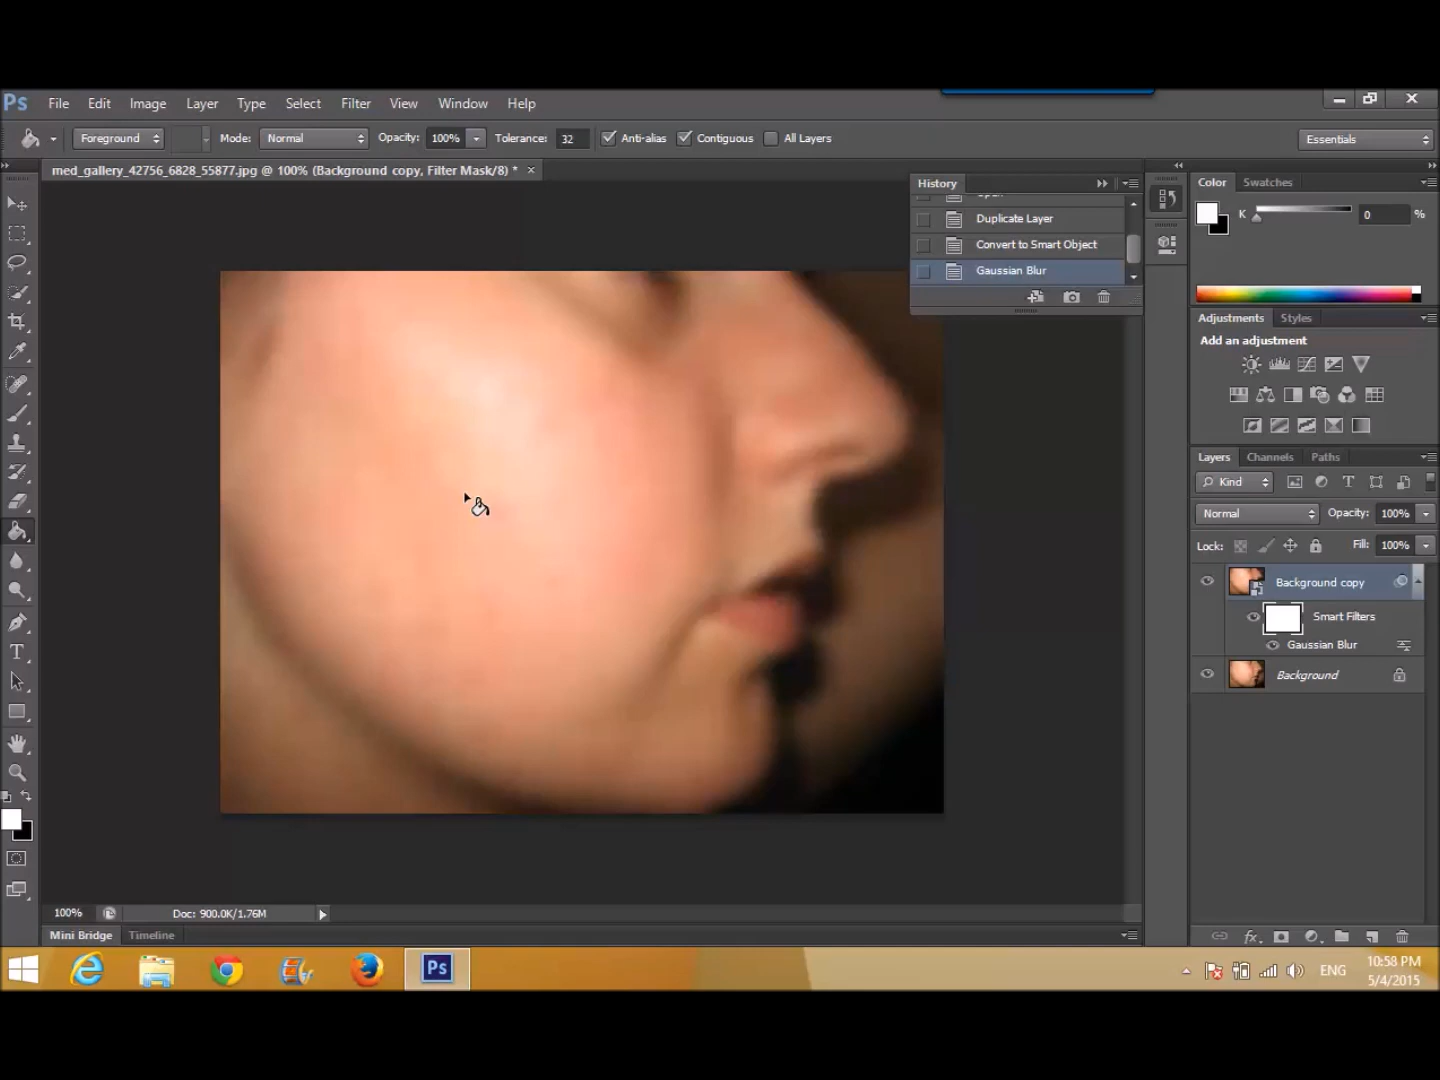 Ps File Edit Image Layer Type Select Filter View Window Help
Foreground Mode: Normal Opacity: 100% Tolerance: 32 Anti-alias Contiguous All Layers Essentials
med_gallery_42756_6828_55877.jpg @ 100% (Background copy, Filter Mask/8) * ×
History
Duplicate Layer
Convert to Smart Object
Gaussian Blur
Color Swatches
K 0 %
Adjustments Styles
Add an adjustment
Layers Channels Paths
Kind
Normal Opacity: 100%
Lock: Fill: 100%
Background copy
Smart Filters
Gaussian Blur
Background
fx
T
100% Doc: 900.0K/1.76M
Mini Bridge Timeline
Ps
ENG
10:58 PM
5/4/2015